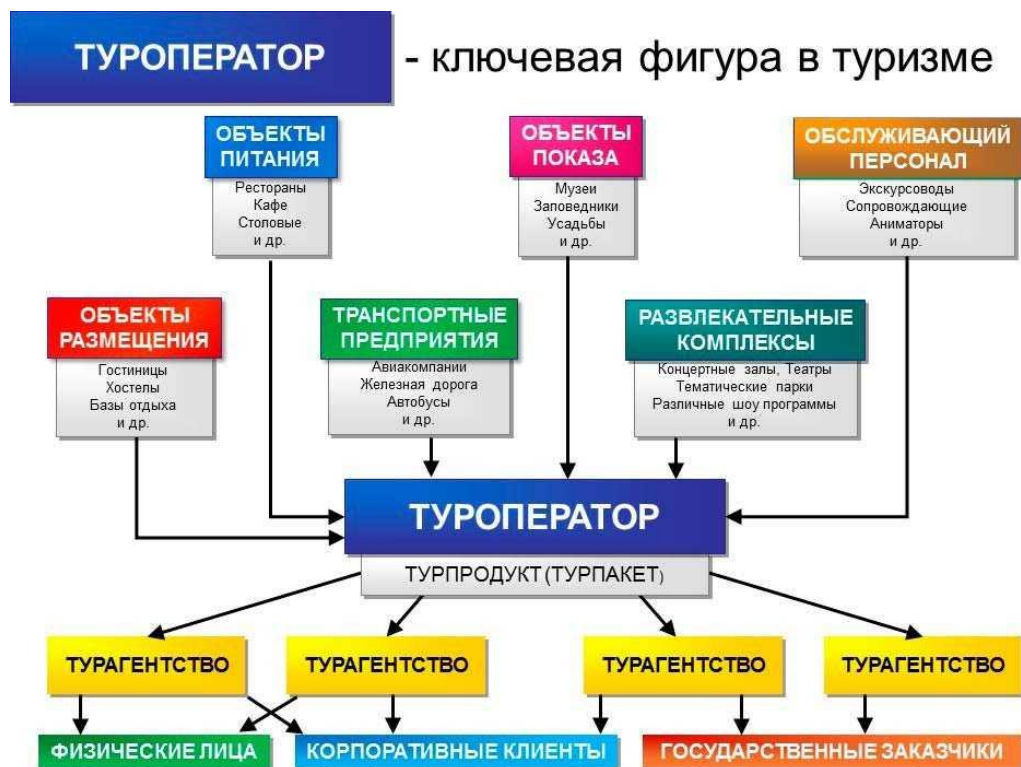 ТУРОПЕРАТОР - ключевая фигура в туризме
ОБЪЕКТЫ
ПИТАНИЯ
Рестораны
Кафе
Столовые
и др.
ОБЪЕКТЫ
ПОКАЗА
Музеи
Заповедники
Усадьбы
и др.
ОБСЛУЖИВАЮЩИЙ
ПЕРСОНАЛ
Экскурсоводы
Сопровождающие
Аниматоры
и др.
ОБЪЕКТЫ
РАЗМЕЩЕНИЯ
Гостиницы
Хостелы
Базы отдыха
и др.
ТРАНСПОРТНЫЕ
ПРЕДПРИЯТИЯ
Авиакомпании
Железная дорога
Автобусы
и др.
РАЗВЛЕКАТЕЛЬНЫЕ
КОМПЛЕКСЫ
Концертные залы, Театры
Тематические парки
Различные шоу программы
и др.
ТУРОПЕРАТОР
ТУРПРОДУКТ (ТУРПАКЕТ)
ТУРАГЕНТСТВО
ТУРАГЕНТСТВО
ТУРАГЕНТСТВО
ТУРАГЕНТСТВО
ФИЗИЧЕСКИЕ ЛИЦА
КОРПОРАТИВНЫЕ КЛИЕНТЫ
ГОСУДАРСТВЕННЫЕ ЗАКАЗЧИКИ